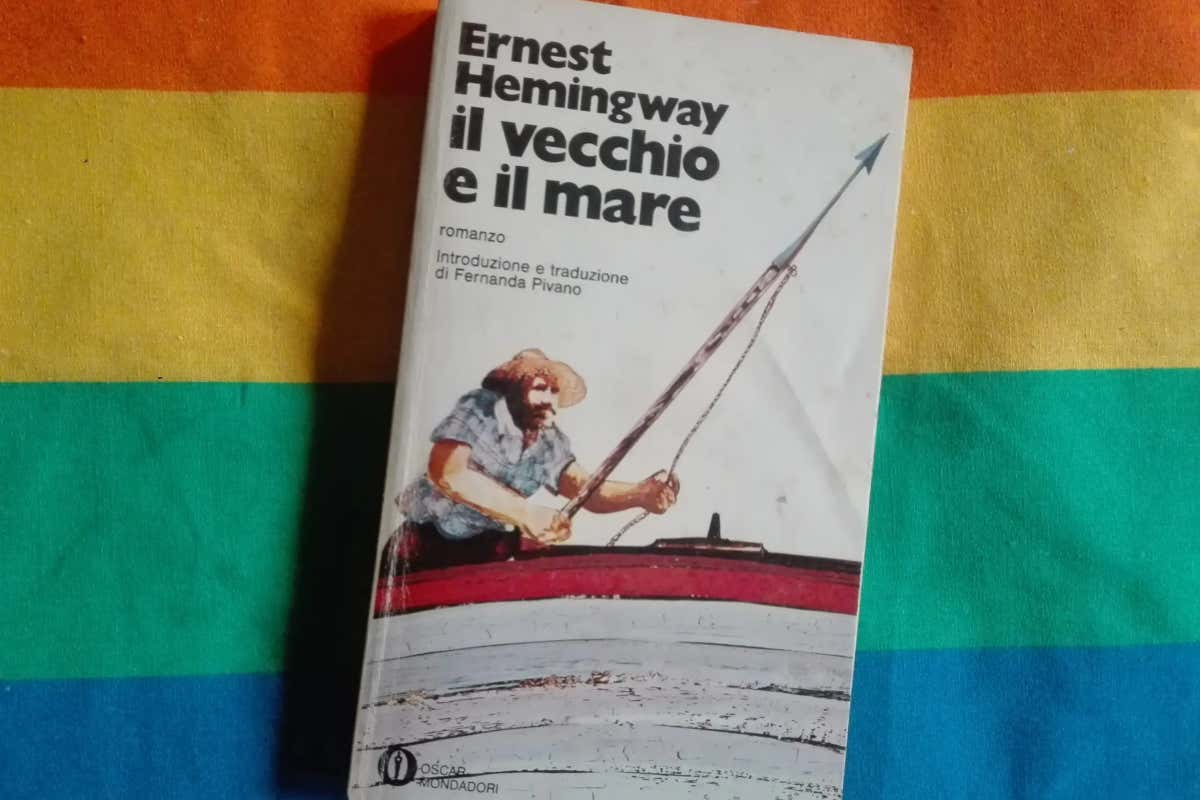 Ernest
Hemingway
il vecchio
e il mare
romanzo
Introduzione e traduzione
di Fernanda Pivano
OSCAR
MONDADORI